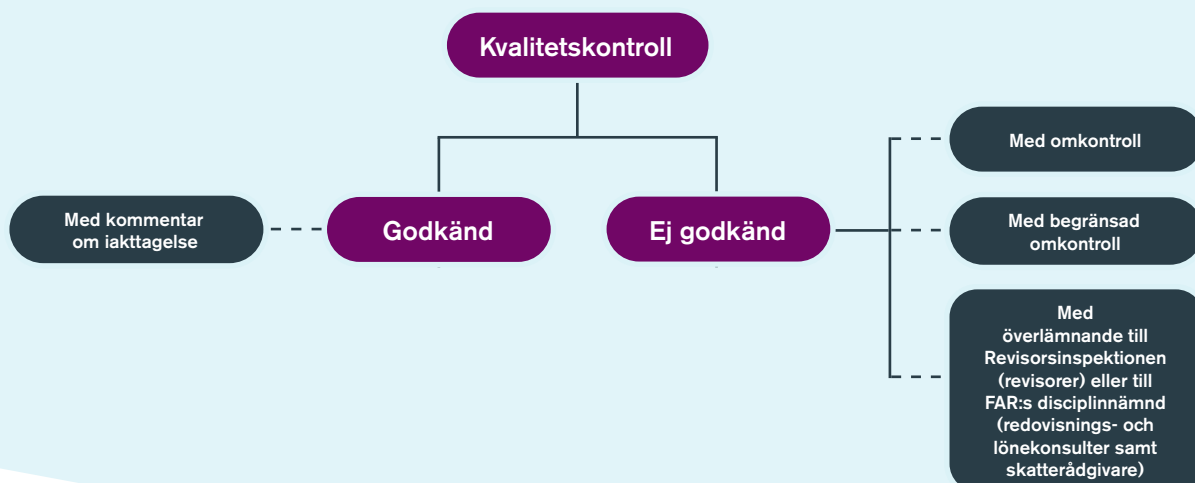 Kvalitetskontroll
Godkänd
Ej godkänd
Med kommentar
om iakttagelse
Med omkontroll
Med begränsad
omkontroll
Med
överlämnande till
Revisorsinspektionen
(revisorer) eller till
FAR:s disciplinnämnd
(redovisnings- och
lönekonsulter samt
skatterådgivare)